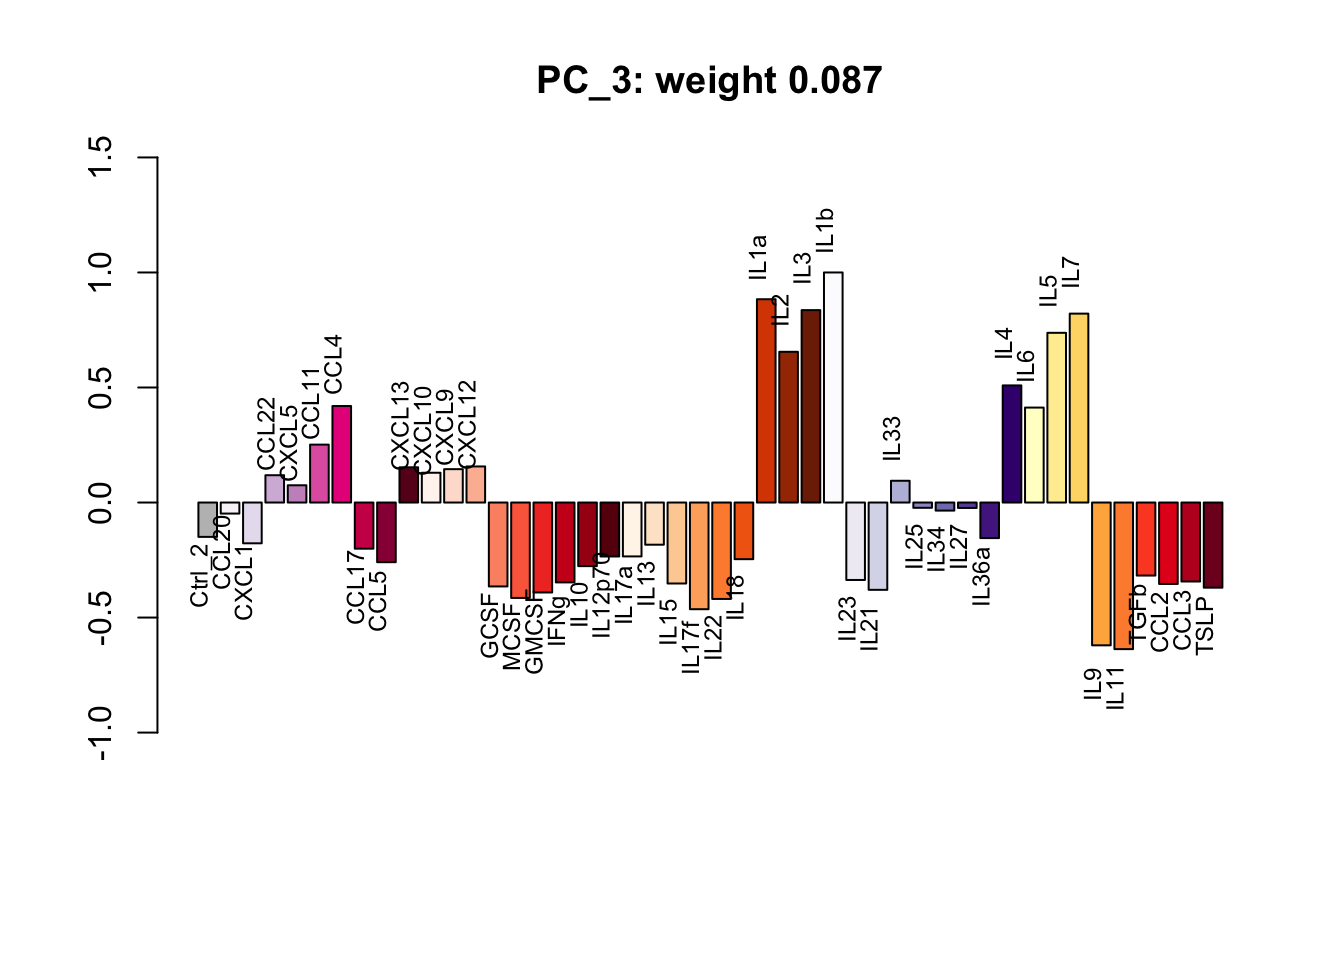 PC_3: weight 0.087
1.5
1.0
0.5
0.0
-0.5
-1.0
Ctrl_2
CCL20
CXCL1
CCL22
CXCL5
CCL11
CCL4
CCL17
CCL5
CXCL13
CXCL10
CXCL9
CXCL12
GCSF
MCSF
GMCSF
IFNg
IL10
IL12p70
IL17a
IL13
IL15
IL17f
IL22
IL18
IL1a
IL2
IL3
IL1b
IL23
IL21
IL33
IL25
IL34
IL27
IL36a
IL4
IL6
IL5
IL7
IL9
IL11
TGFb
CCL2
CCL3
TSLP